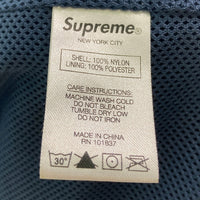 Supreme®
NEW YORK CITY
SHELL: 100% NYLON
LINING: 100% POLYESTER
CARE INSTRUCTIONS:
MACHINE WASH COLD
DO NOT BLEACH
TUMBLE DRY LOW
DO NOT IRON
MADE IN CHINA
RN 101837
30°